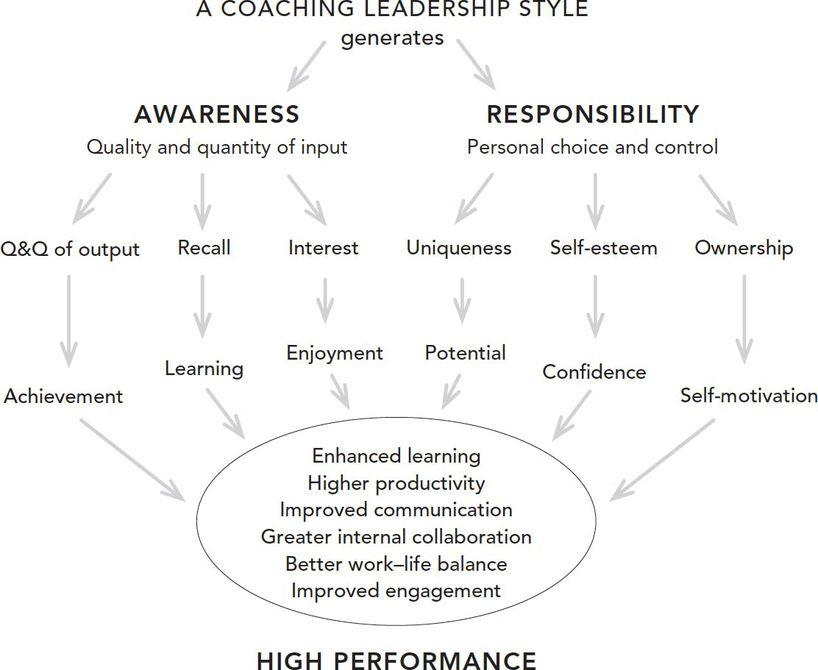 A COACHING LEADERSHIP STYLE
generates
AWARENESS
Quality and quantity of input
RESPONSIBILITY
Personal choice and control
Q&Q of output
Recall
Interest
Uniqueness
Self-esteem
Ownership
Achievement
Learning
Enjoyment
Potential
Confidence
Self-motivation
Enhanced learning
Higher productivity
Improved communication
Greater internal collaboration
Better work–life balance
Improved engagement
HIGH PERFORMANCE